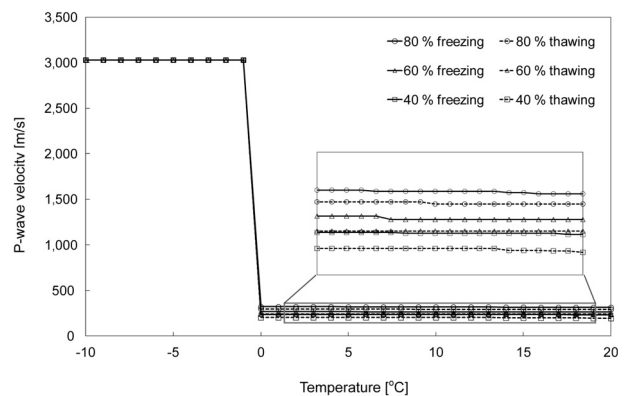 3,500
3,000
2,500
2,000
1,500
1,000
500
0
P-wave velocity [m/s]
80 % freezing
80 % thawing
60 % freezing
60 % thawing
40 % freezing
40 % thawing
-10
-5
0
5
10
15
20
Temperature [°C]